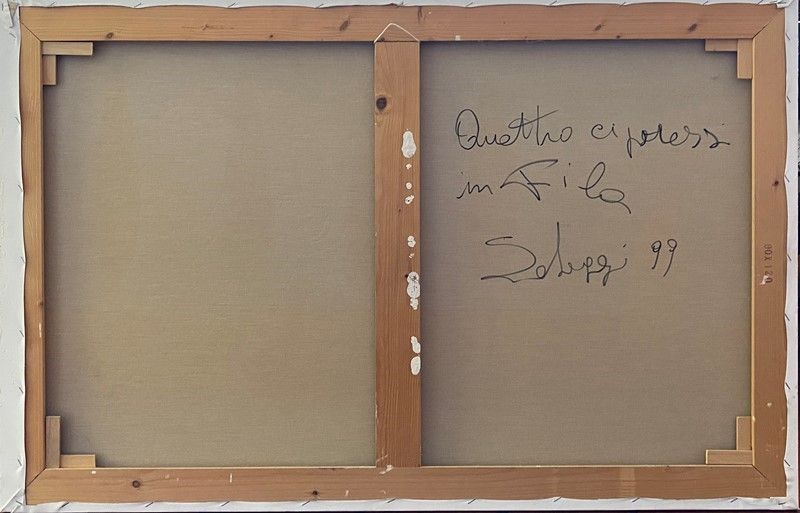 Quattro cipressi
in Fila
99